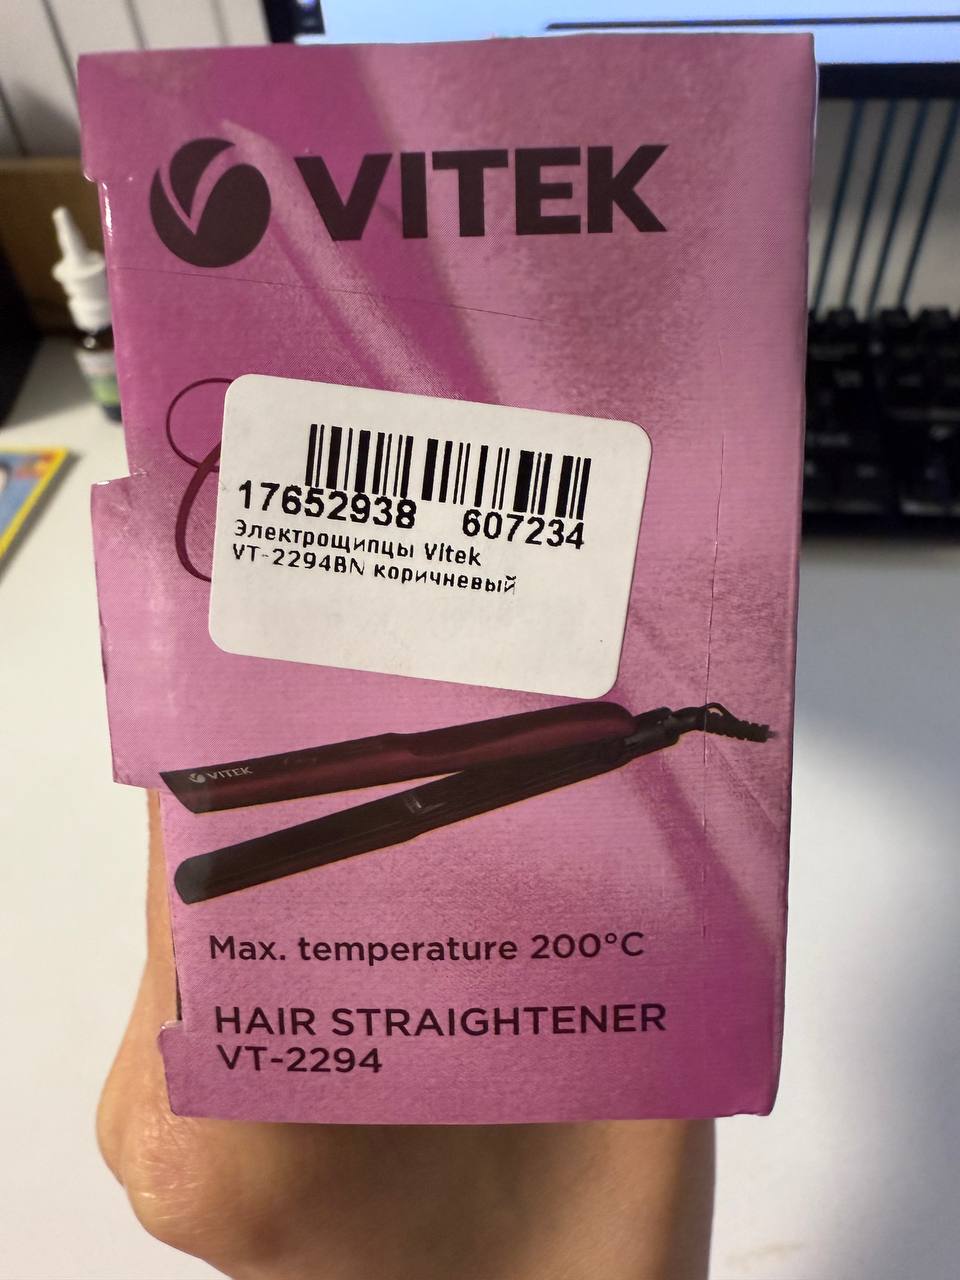 VITEK
17652938 607234
Электрощипцы Vitek
VT-2294BN коричневый
VITEK
Max. temperature 200°C
HAIR STRAIGHTENER
VT-2294